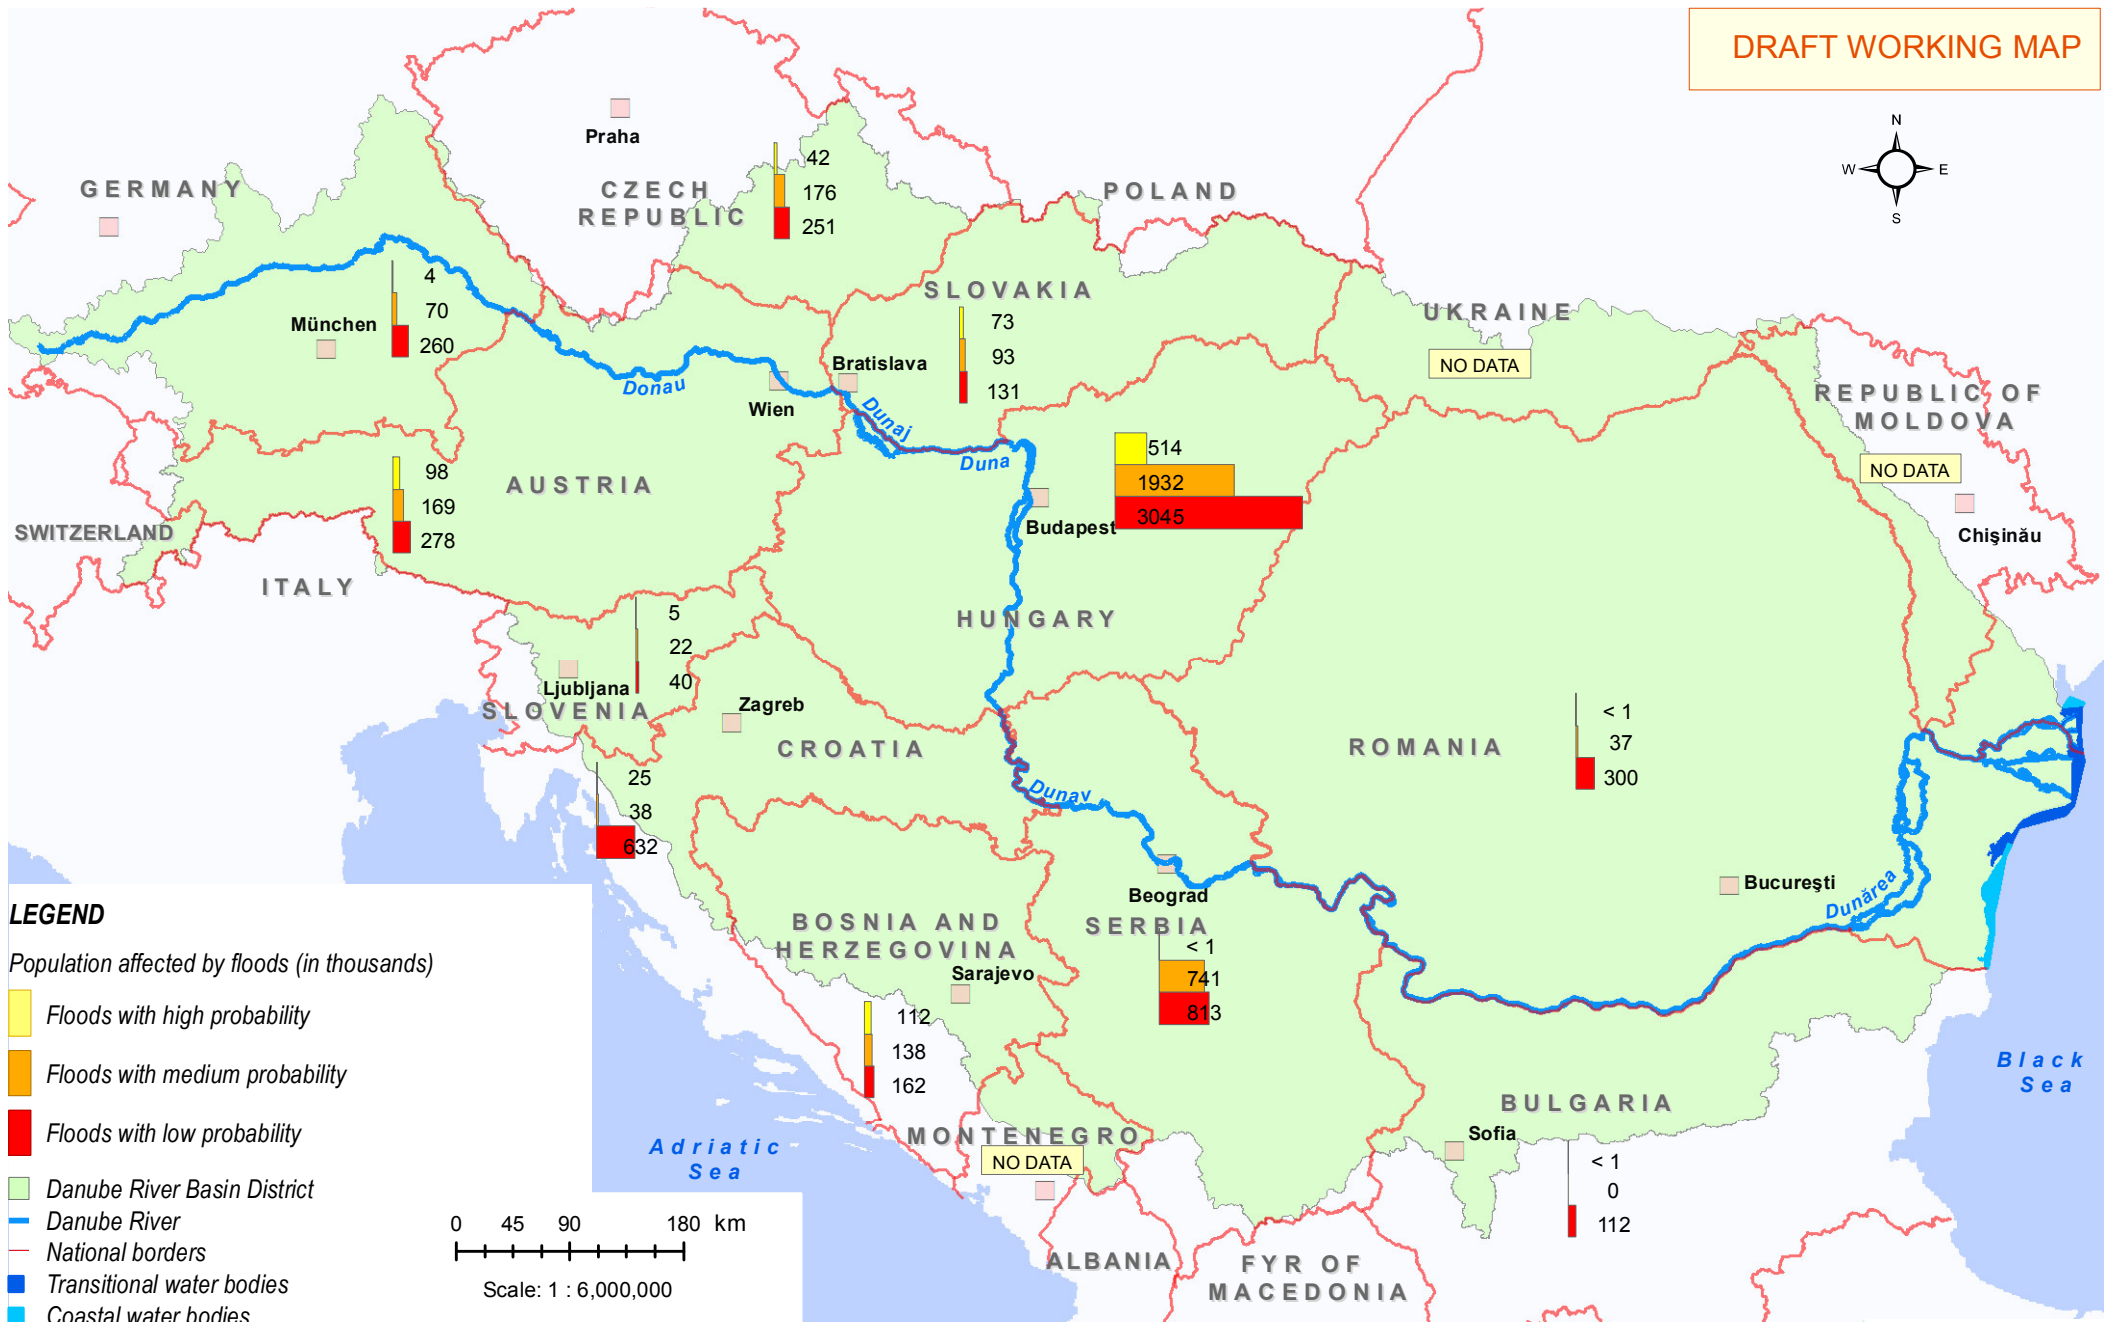 DRAFT WORKING MAP
N
W
E
S
Praha
GERMANY
CZECH
REPUBLIC
42
176
251
POLAND
4
70
260
München
SLOVAKIA
73
93
131
UKRAINE
NO DATA
Bratislava
Donau
Wien
Dunaj
Duna
REPUBLIC OF
MOLDOVA
NO DATA
Chişinău
514
1932
3045
Budapest
AUSTRIA
98
169
278
SWITZERLAND
ITALY
HUNGARY
5
22
40
Ljubljana
SLOVENIA
Zagreb
CROATIA
25
38
632
ROMANIA
< 1
37
300
Dunav
Beograd
Bucureşti
Dunărea
SERBIA
< 1
741
813
BOSNIA AND
HERZEGOVINA
Sarajevo
112
138
162
MONTENEGRO
NO DATA
BULGARIA
Sofia
< 1
0
112
Black
Sea
Adriatic
Sea
ALBANIA
FYR OF
MACEDONIA
LEGEND
Population affected by floods (in thousands)
Floods with high probability
Floods with medium probability
Floods with low probability
Danube River Basin District
Danube River
National borders
Transitional water bodies
Coastal water bodies
0 45 90 180 km
Scale: 1 : 6,000,000